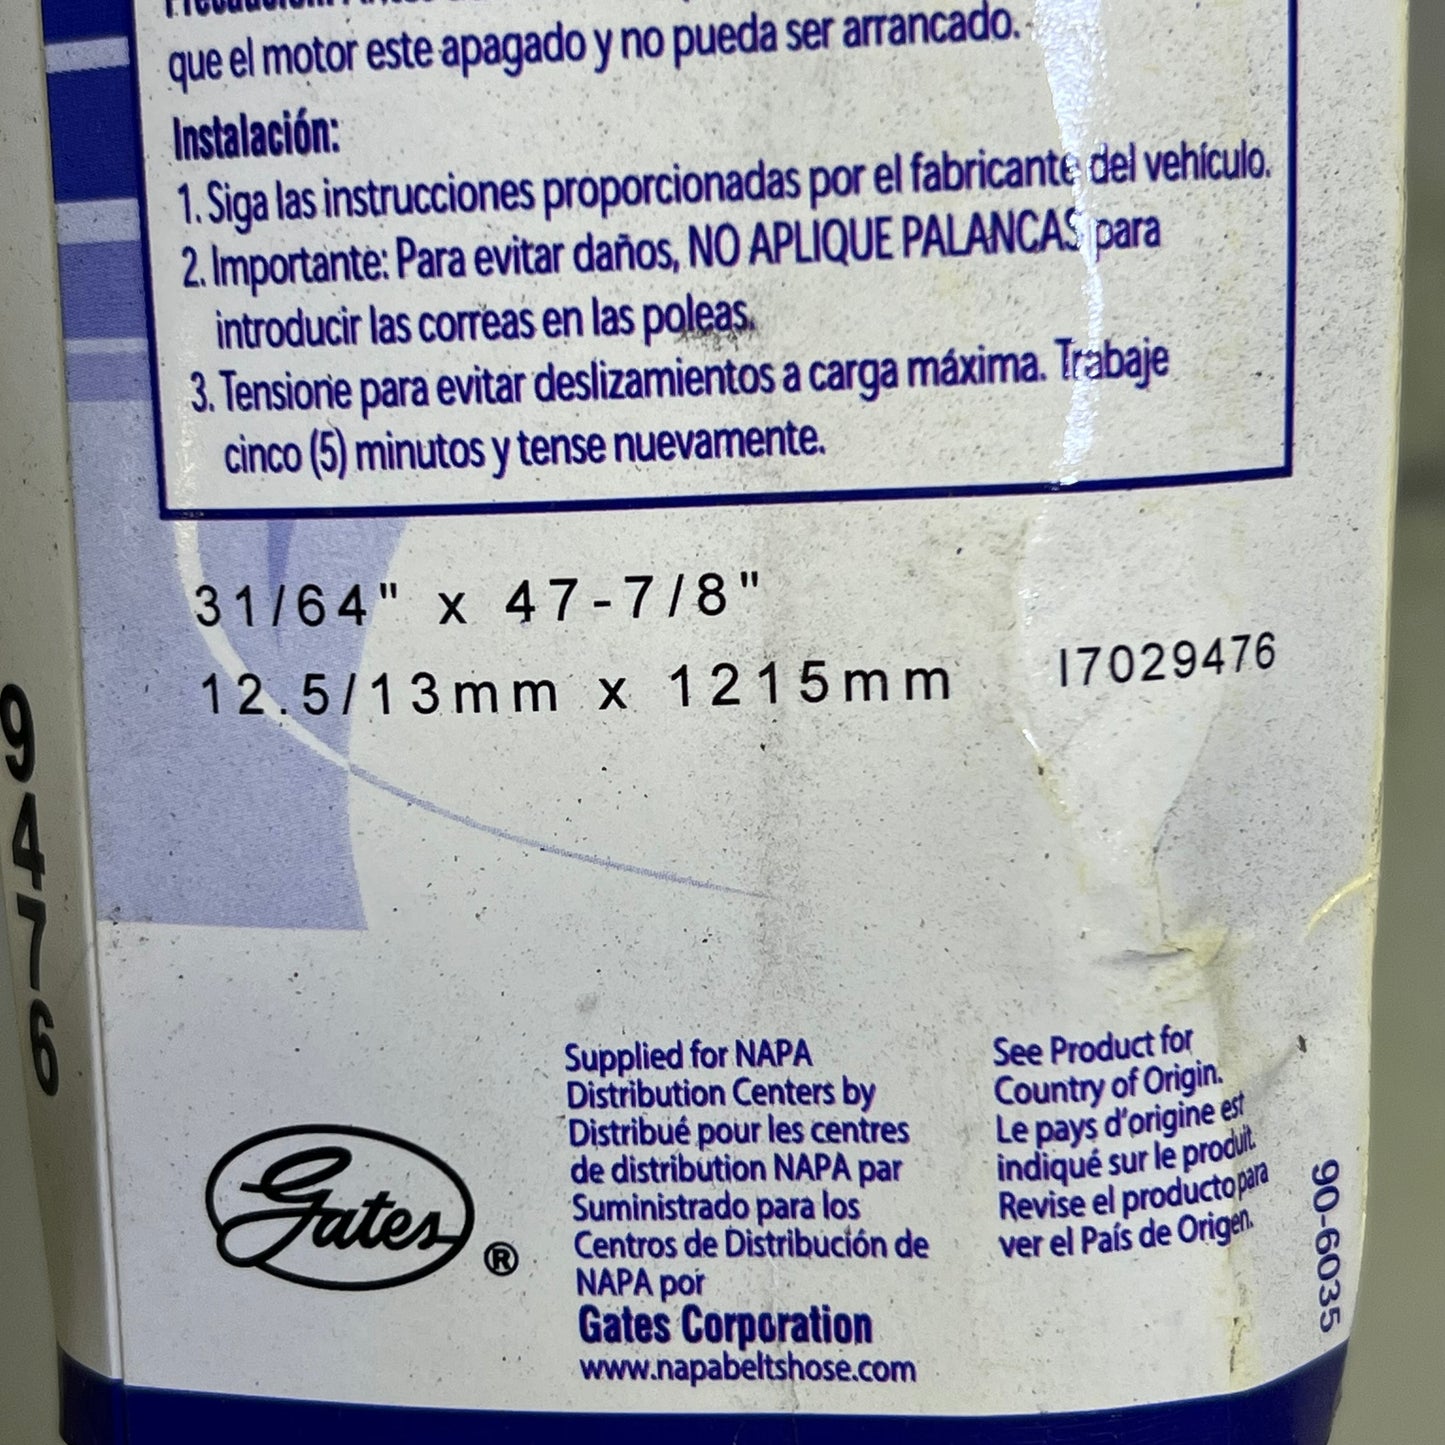 que el motor este apagado y no pueda ser arrancado.
Instalación:
1. Siga las instrucciones proporcionadas por el fabricante del vehículo.
2. Importante: Para evitar daños, NO APLIQUE PALANCAS para
introducir las correas en las poleas.
3. Tensione para evitar deslizamientos a carga máxima. Trabaje
cinco (5) minutos y tense nuevamente.
31/64" x 47-7/8"
12.5/13mm x 1215mm
I7029476
9476
Supplied for NAPA
Distribution Centers by
Distribué pour les centres
de distribution NAPA par
Suministrado para los
Centros de Distribución de
NAPA por
Gates Corporation
www.napabeltshose.com
See Product for
Country of Origin.
Le pays d'origine est
indiqué sur le produit.
Revise el producto para
ver el País de Origen.
90-6035
Gates ®